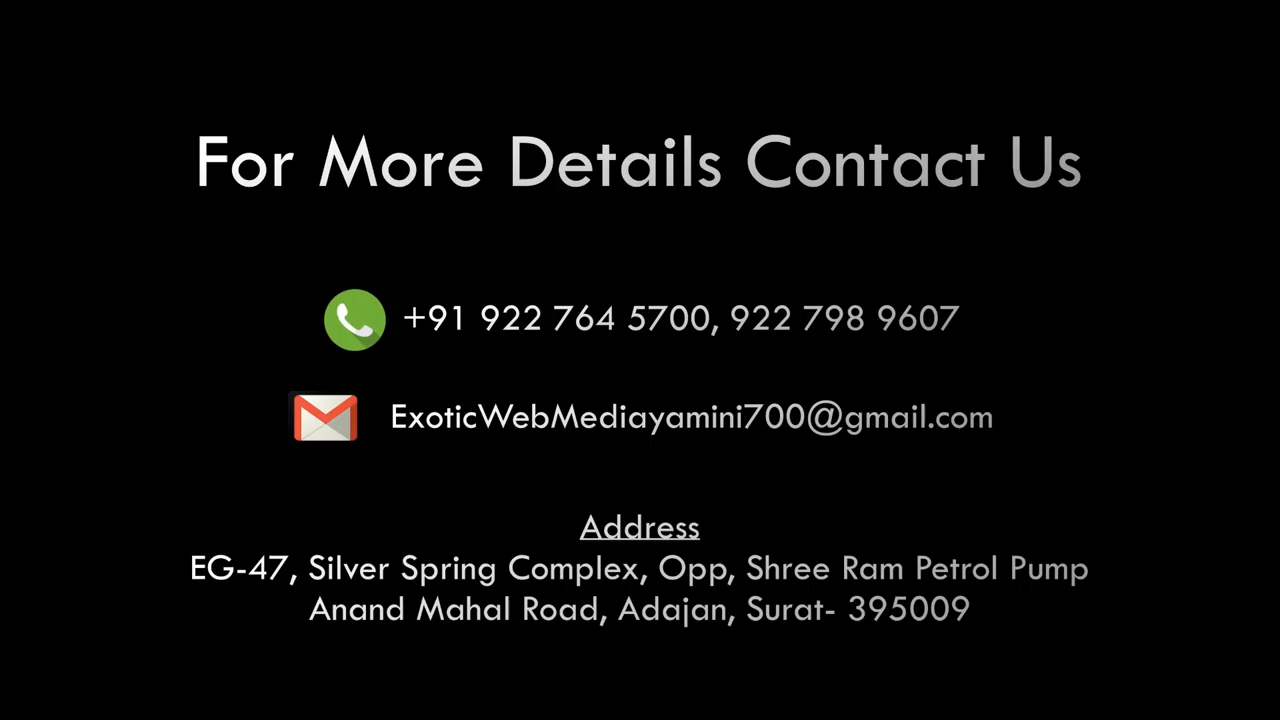 For More Details Contact Us
+91 922 764 5700, 922 798 9607
ExoticWebMediayamini700@gmail.com
Address
EG-47, Silver Spring Complex, Opp, Shree Ram Petrol Pump
Anand Mahal Road, Adajan, Surat- 395009